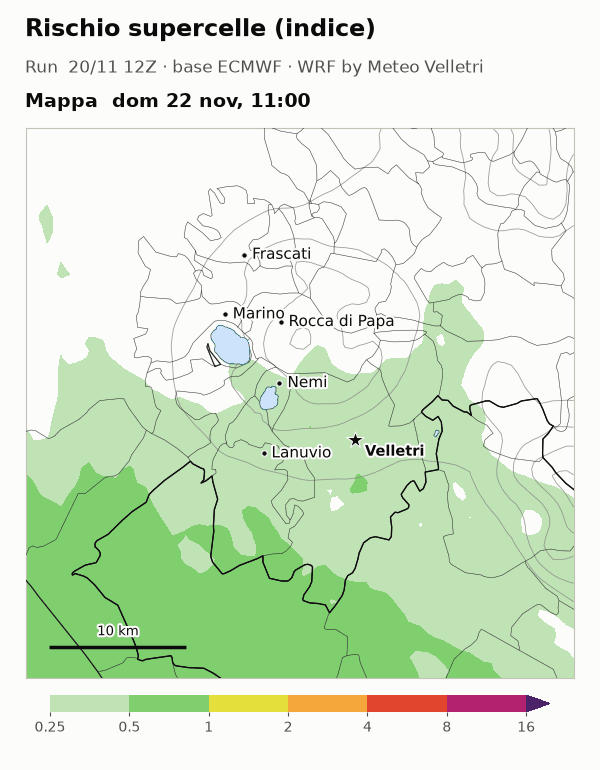 Rischio supercelle (indice)
Run  20/11 12Z · base ECMWF · WRF by Meteo Velletri
Mappa  dom 22 nov, 11:00
Frascati
Marino
Rocca di Papa
Nemi
Velletri
Lanuvio
10 km
0.25 0.5 1 2 4 8 16